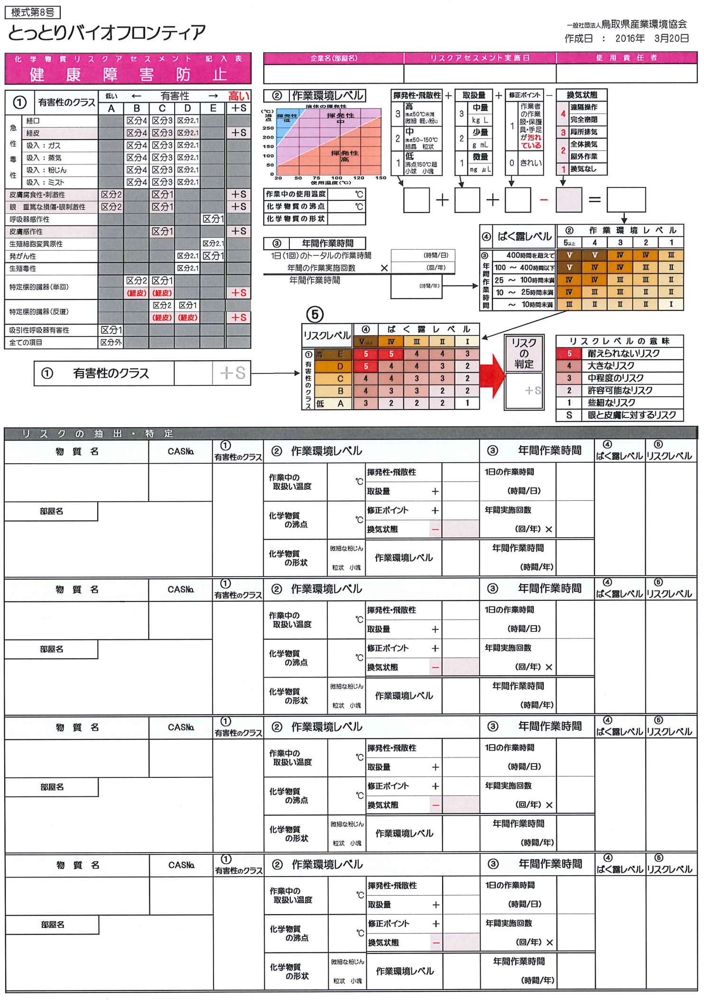 様式第8号
とっとりバイオフロンティア
一般社団法人鳥取県産業環境協会
作成日 : 2016年 3月20日
化学物質リスクアセスメント 記入表
健康障害防止
企業名(部屋名) リスクアセスメント実施日 使用責任者
① 有害性のクラス 低い ← 有害性 → 高い
A B C D E +S
急性毒性
経口 区分4 区分3 区分2,1
経皮 区分4 区分3 区分2,1 +S
吸入:ガス 区分4 区分3 区分2,1
吸入:蒸気 区分4 区分3 区分2,1
吸入:粉じん 区分4 区分3 区分2,1
吸入:ミスト 区分4 区分3 区分2,1
皮膚腐食性・刺激性 区分2 区分1 +S
眼 重篤な損傷・眼刺激性 区分2 区分1 +S
呼吸器感作性 区分1
皮膚感作性 区分1 +S
生殖細胞変異原性 区分2.1
発がん性 区分2,1 区分1
生殖毒性 区分2,1
特定標的臓器(単回) 区分2 区分1
(経皮) (経皮) +S
特定標的臓器(反復) 区分2 区分1
(経皮) (経皮) +S
吸引性呼吸器有害性 区分1
全ての項目 区分外
① 有害性のクラス +S
② 作業環境レベル
液体の揮発性
(℃)
沸点
250
200
150
100
50
0
揮発性 低
揮発性 中
揮発性 高
20 50 75 100 120 150
使用温度(℃)
作業中の使用温度 ℃
化学物質の沸点 ℃
化学物質の形状
揮発性・飛散性 + 取扱量 + 修正ポイント − 換気状態
3 高
沸点50℃未満
微細 軽い粉じ
2 中
沸点50~150℃
結晶 粒状
1 低
沸点150℃超
小球 小塊
3 中量
kg L
2 少量
g mL
1 微量
mg μL
1 作業者
の作業
服・保護
具・手足
が汚れ
ている
0 きれい
4 遠隔操作
完全密閉
3 局所排気
2 全体換気
屋外作業
1 換気なし
+ + − =
③ 年間作業時間
1日(1回)のトータルの作業時間 (時間/日)
年間の作業実施回数 × (回/年)
年間作業時間 (時間/年)
④ ばく露レベル ② 作業環境レベル
5以上 4 3 2 1
③ 年間作業時間
400時間を超えて Ⅴ Ⅴ Ⅳ Ⅳ Ⅲ
100 ~ 400時間以下 Ⅴ Ⅳ Ⅳ Ⅲ Ⅱ
25 ~ 100時間未満 Ⅳ Ⅳ Ⅲ Ⅲ Ⅱ
10 ~ 25時間未満 Ⅳ Ⅲ Ⅲ Ⅱ Ⅱ
~ 10時間未満 Ⅲ Ⅱ Ⅱ Ⅱ Ⅰ
⑤
リスクレベル ④ ばく露レベル
Ⅴ以上 Ⅳ Ⅲ Ⅱ Ⅰ
① 有害性のクラス
高 E 5 5 4 4 3
D 5 4 4 3 2
C 4 4 3 3 2
B 4 3 3 2 2
低 A 3 2 2 2 1
リスク
の
判定
+S
リスクレベルの意味
5 耐えられないリスク
4 大きなリスク
3 中程度のリスク
2 許容可能なリスク
1 些細なリスク
S 眼と皮膚に対するリスク
リスクの抽出・特定
物質名 CAS№ ① 有害性のクラス ② 作業環境レベル ③ 年間作業時間 ④ ばく露レベル ⑤ リスクレベル
作業中の
取扱い温度 ℃ 揮発性・飛散性 1日の作業時間
取扱量 + (時間/日)
部屋名 化学物質
の沸点 ℃ 修正ポイント + 年間実施回数
換気状態 − (回/年) ×
化学物質
の形状 微細な粉じん
粒状 小塊 作業環境レベル 年間作業時間
(時間/年)
物質名 CAS№ ① 有害性のクラス ② 作業環境レベル ③ 年間作業時間 ④ ばく露レベル ⑤ リスクレベル
作業中の
取扱い温度 ℃ 揮発性・飛散性 1日の作業時間
取扱量 + (時間/日)
部屋名 化学物質
の沸点 ℃ 修正ポイント + 年間実施回数
換気状態 − (回/年) ×
化学物質
の形状 微細な粉じん
粒状 小塊 作業環境レベル 年間作業時間
(時間/年)
物質名 CAS№ ① 有害性のクラス ② 作業環境レベル ③ 年間作業時間 ④ ばく露レベル ⑤ リスクレベル
作業中の
取扱い温度 ℃ 揮発性・飛散性 1日の作業時間
取扱量 + (時間/日)
部屋名 化学物質
の沸点 ℃ 修正ポイント + 年間実施回数
換気状態 − (回/年) ×
化学物質
の形状 微細な粉じん
粒状 小塊 作業環境レベル 年間作業時間
(時間/年)
物質名 CAS№ ① 有害性のクラス ② 作業環境レベル ③ 年間作業時間 ④ ばく露レベル ⑤ リスクレベル
作業中の
取扱い温度 ℃ 揮発性・飛散性 1日の作業時間
取扱量 + (時間/日)
部屋名 化学物質
の沸点 ℃ 修正ポイント + 年間実施回数
換気状態 − (回/年) ×
化学物質
の形状 微細な粉じん
粒状 小塊 作業環境レベル 年間作業時間
(時間/年)